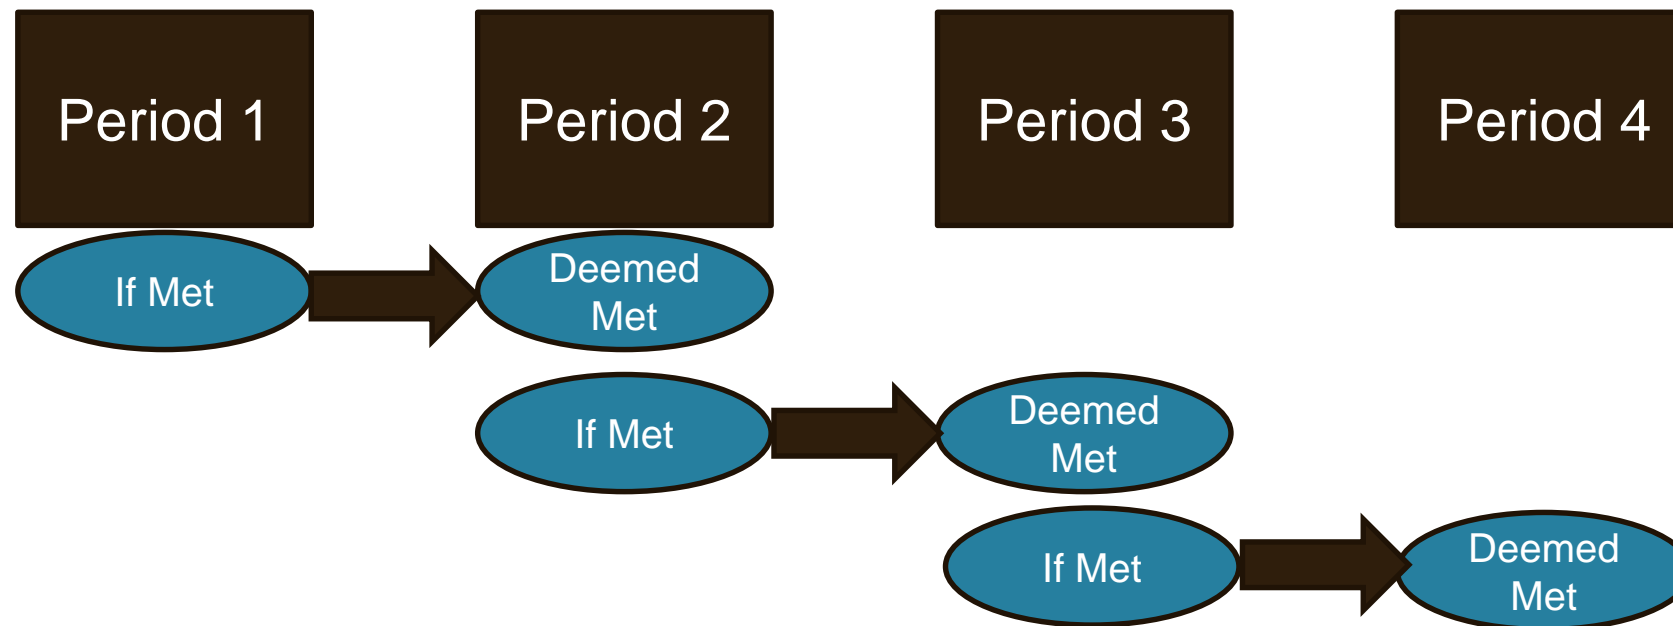 Period 1
Period 2
Period 3
Period 4
If Met
Deemed
Met
If Met
Deemed
Met
If Met
Deemed
Met